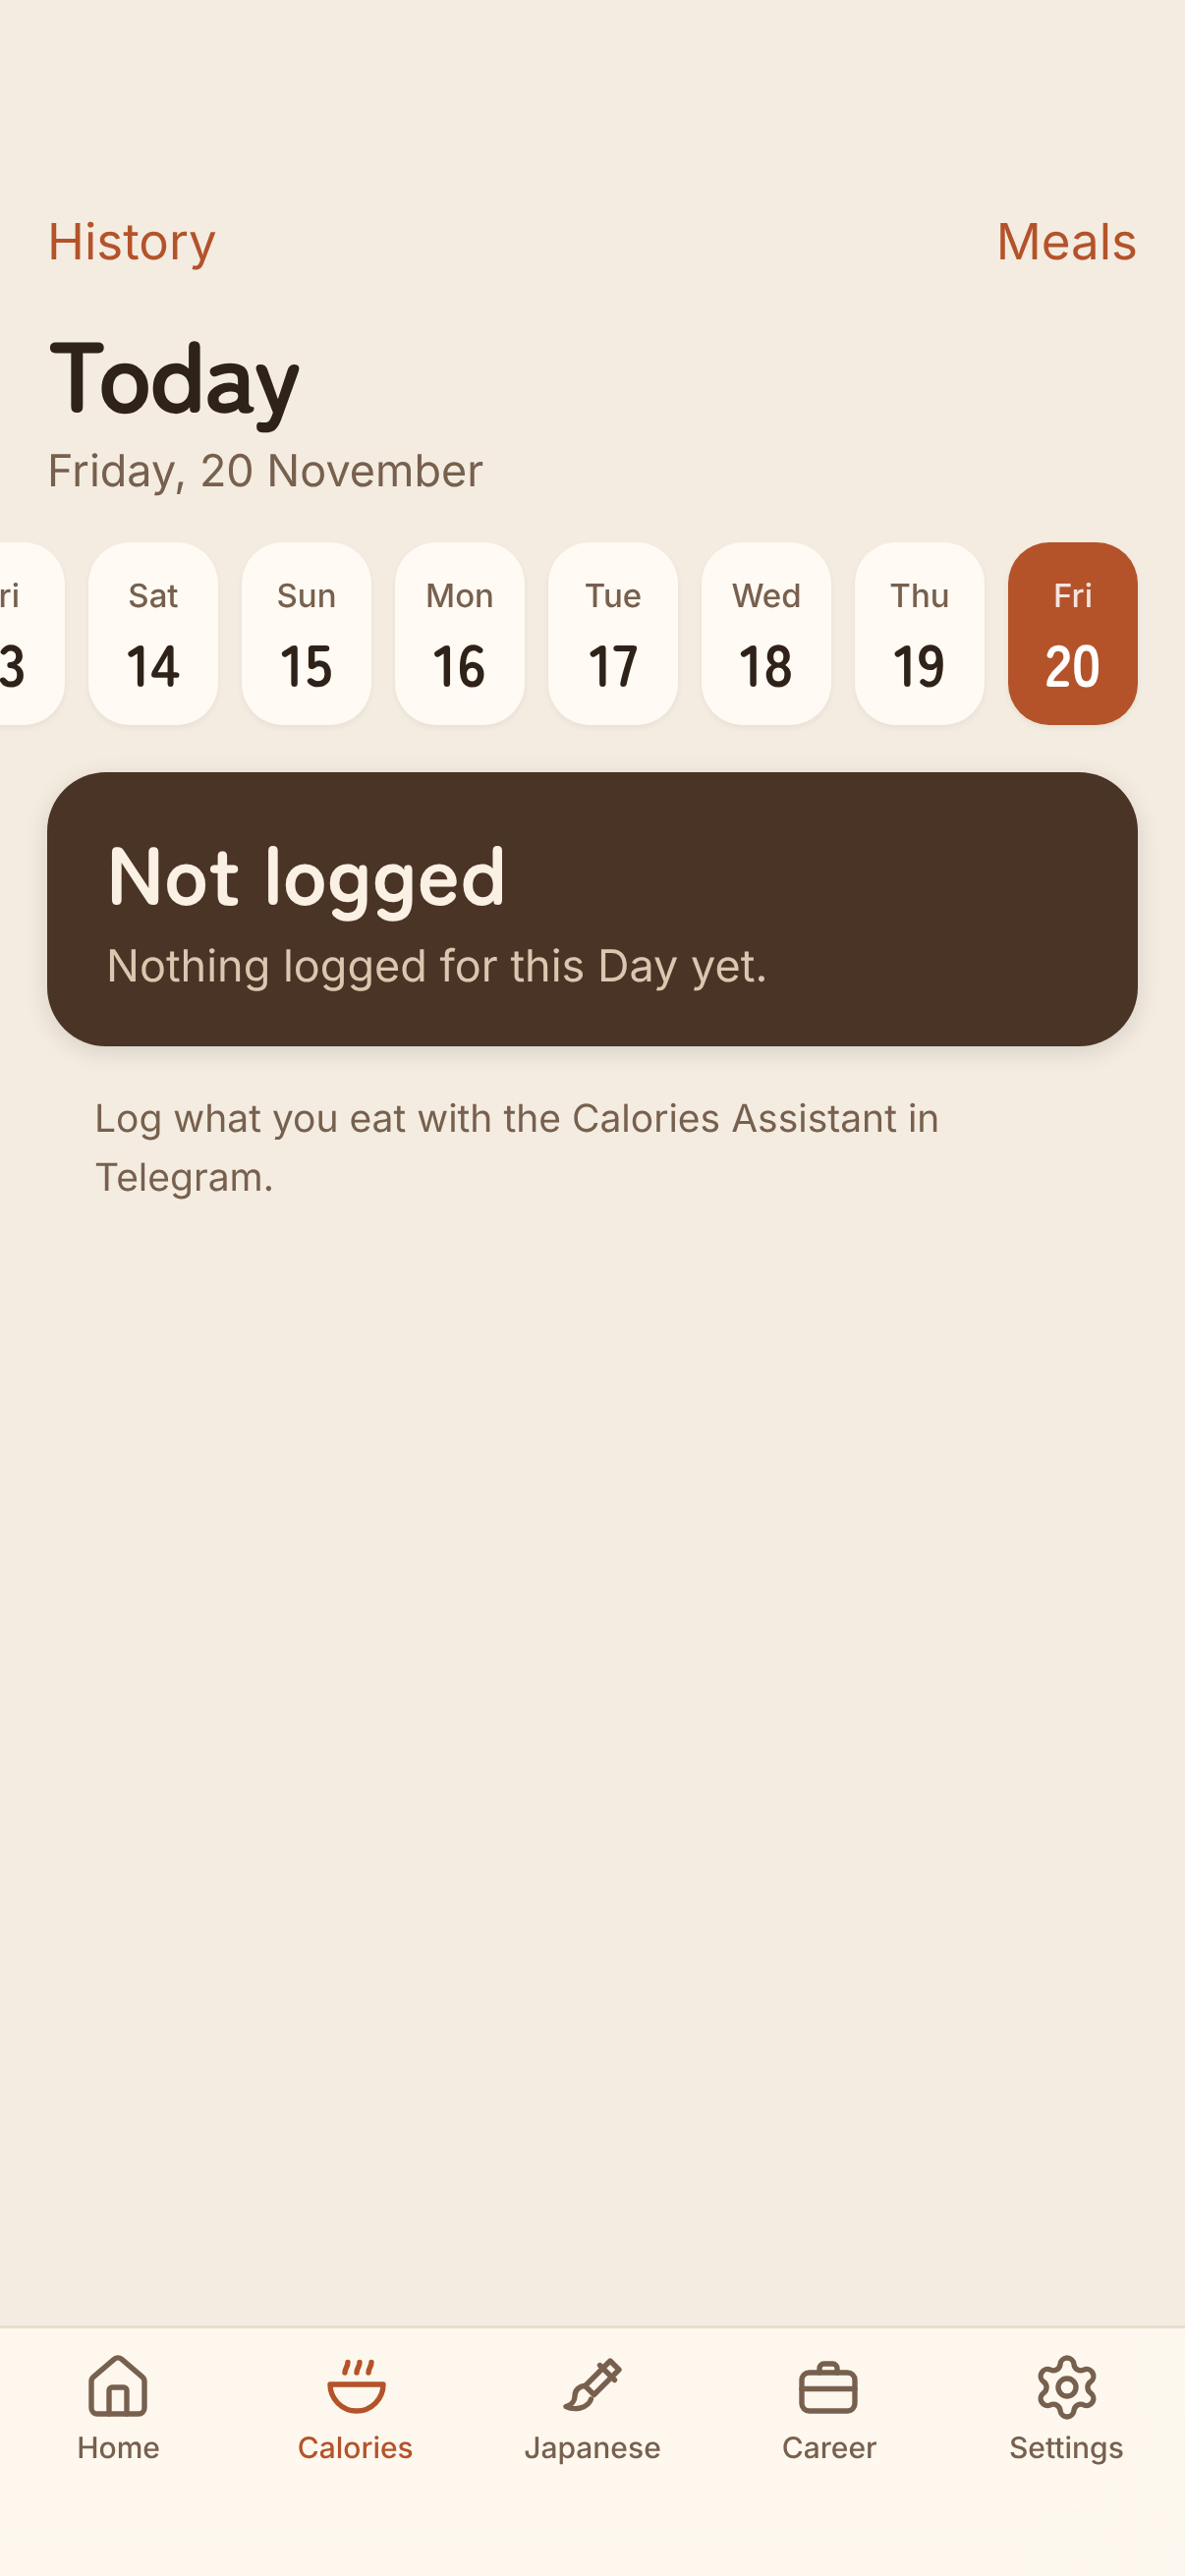 History
Meals
Today
Friday, 20 November
ri
Sat
Sun
Mon
Tue
Wed
Thu
Fri
3
14
15
16
17
18
19
20
Not logged
Nothing logged for this Day yet.
Log what you eat with the Calories Assistant in
Telegram.
Home
Calories
Japanese
Career
Settings